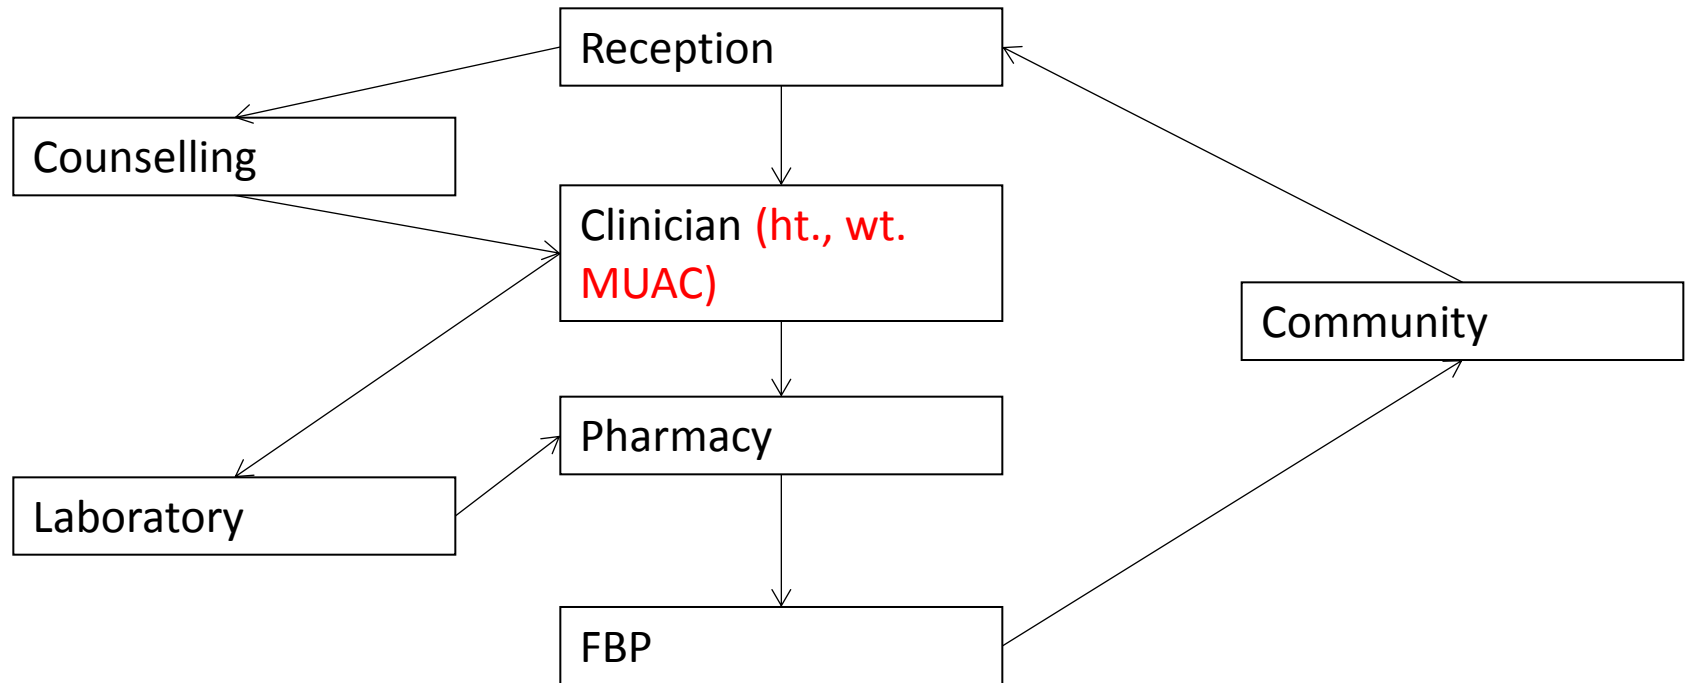 Reception
Counselling
Clinician (ht., wt.
MUAC)
Community
Pharmacy
Laboratory
FBP